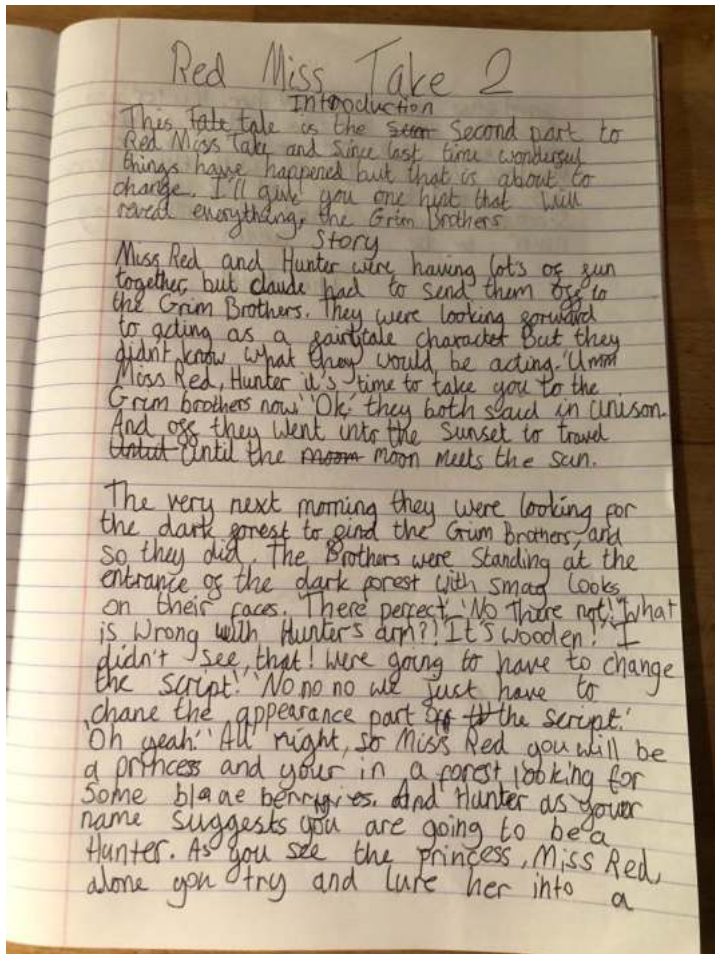 Red Miss Take 2
Introduction
This Tate tale is the Second part to
Red Miss Take and Since last time wonderful
things have happened but that is about to
change. I'll give you one hint that will
reveal everything, the Grim Brothers
Story
Miss Red and Hunter were having lots of fun
together, but claude had to send them off to
the Grim Brothers. They were looking forward
to acting as a fairytale character But they
didn't know what they would be acting. 'Umm
Miss Red, Hunter it's time to take you to the
Grim brothers now' 'Ok,' they both said in unison.
And off they went into the Sunset to travel
Until the moom moon meets the sun.
The very next morning they were looking for
the dark forest to find the Grim Brothers, and
so they did. The Brothers were Standing at the
entrance of the dark forest with smag looks
on their faces. 'There perfect' 'No There not!' 'What
is wrong with Hunter's arm?! It's wooden!' 'I
didn't see that! Were going to have to change
the script!' 'No no no we just have to
chane the appearance part off the script.'
'Oh yeah.' 'All right, so Miss Red you will be
a princess and your in a forest looking for
Some blaae. And Hunter as your
name suggests you are going to be a
Hunter. As you see the princess, Miss Red,
alone you try and lure her into a